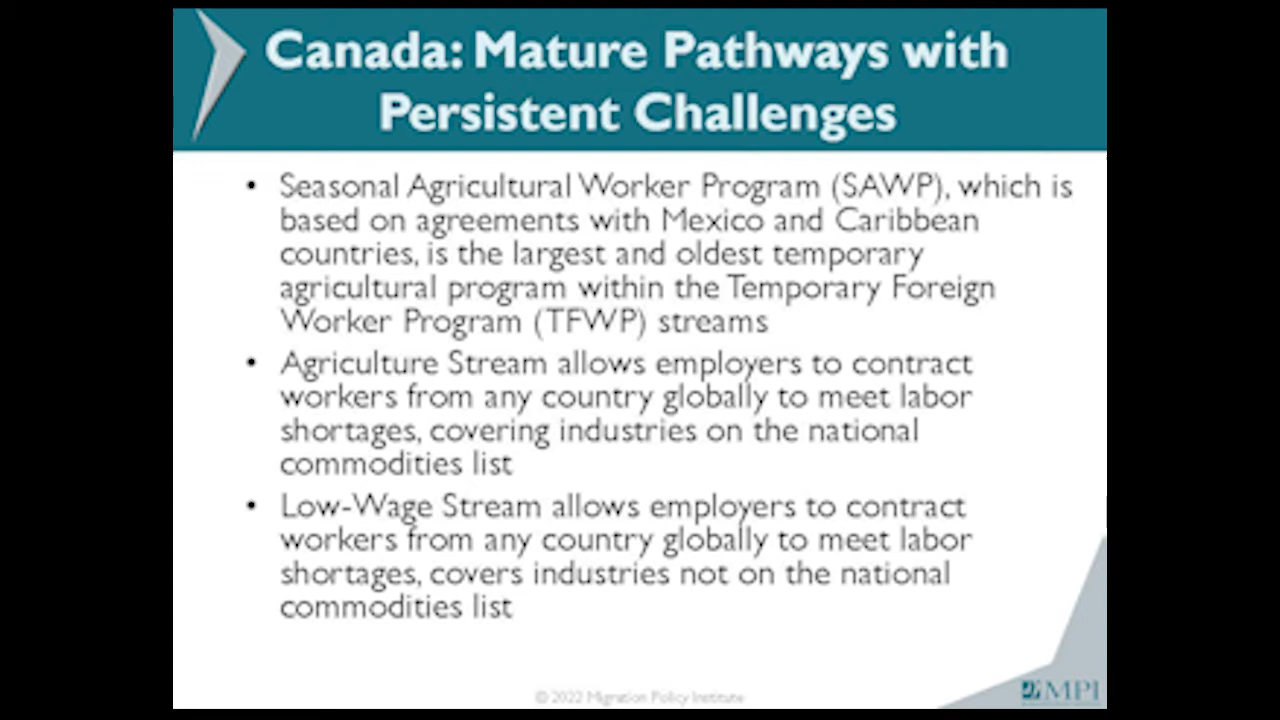 Canada: Mature Pathways with
Persistent Challenges
• Seasonal Agricultural Worker Program (SAWP), which is
based on agreements with Mexico and Caribbean
countries, is the largest and oldest temporary
agricultural program within the Temporary Foreign
Worker Program (TFWP) streams
• Agriculture Stream allows employers to contract
workers from any country globally to meet labor
shortages, covering industries on the national
commodities list
• Low-Wage Stream allows employers to contract
workers from any country globally to meet labor
shortages, covers industries not on the national
commodities list
© 2022 Migration Policy Institute
MPI